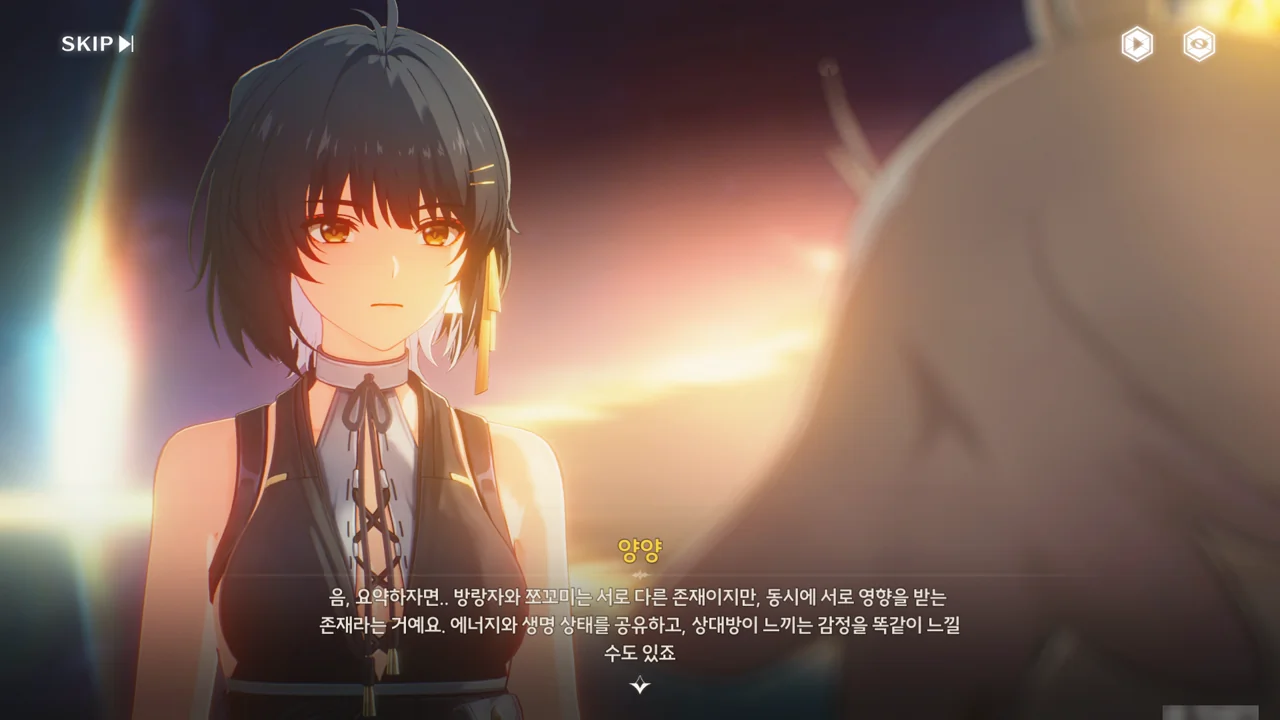 SKIP
양양
음, 요약하자면.. 방랑자와 쪼꼬미는 서로 다른 존재이지만, 동시에 서로 영향을 받는
존재라는 거예요. 에너지와 생명 상태를 공유하고, 상대방이 느끼는 감정을 똑같이 느낄
수도 있죠